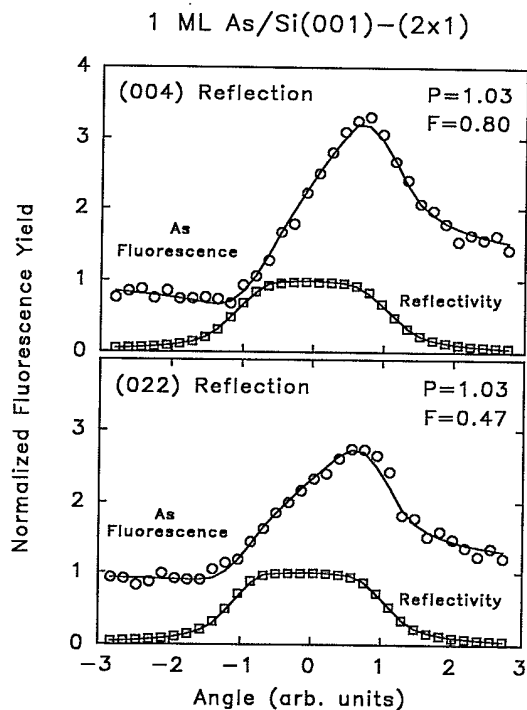 1 ML As/Si(001)-(2x1)
(004) Reflection
P=1.03
F=0.80
As
Fluorescence
Reflectivity
4
3
2
1
0
(022) Reflection
P=1.03
F=0.47
As
Fluorescence
Reflectivity
3
2
1
0
-3 -2 -1 0 1 2 3
Angle (arb. units)
Normalized Fluorescence Yield